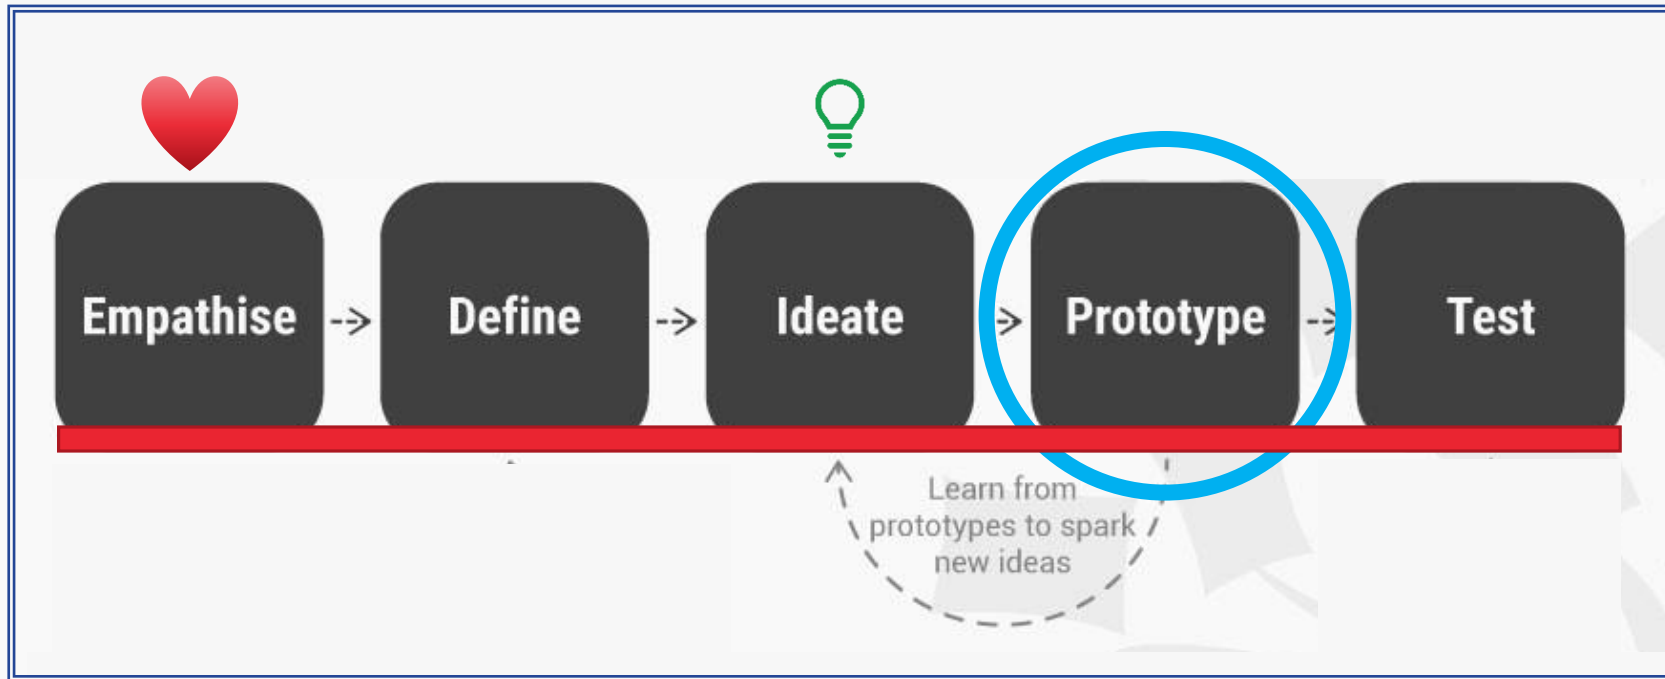 Empathise
Define
Ideate
Prototype
Test
Learn from
prototypes to spark
new ideas